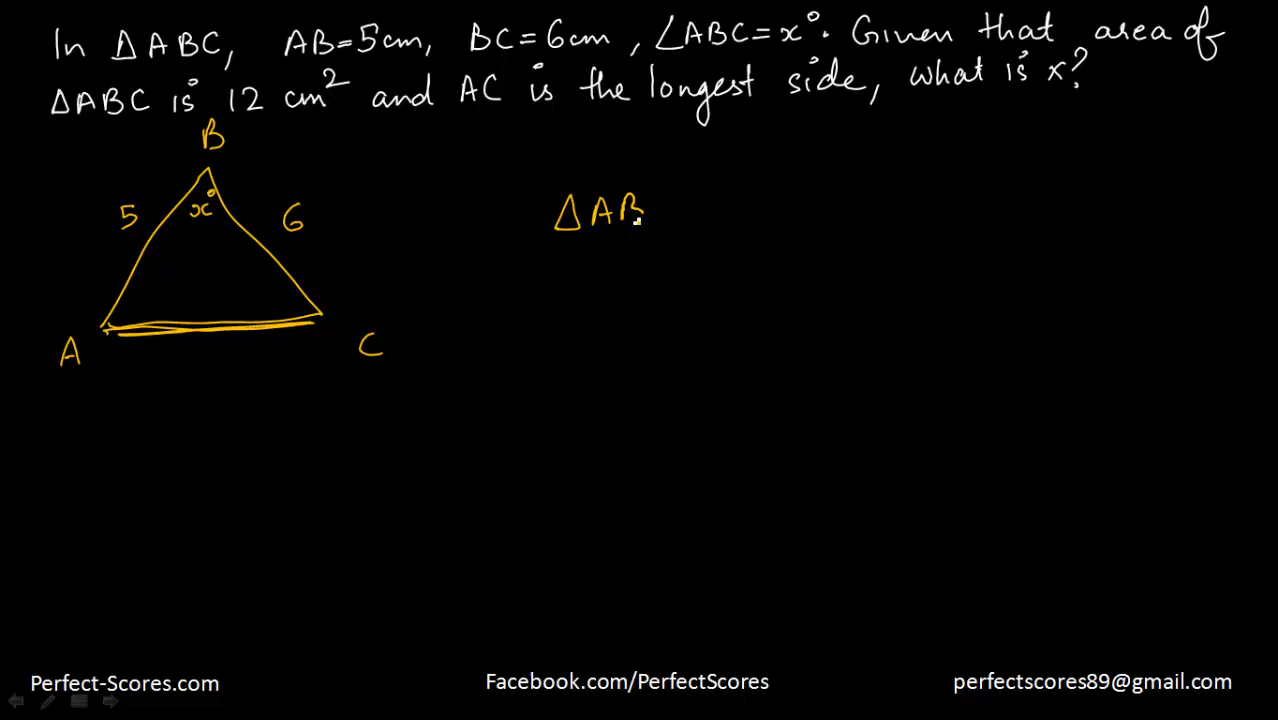 In ΔABC, AB=5cm, BC=6cm, ∠ABC=x°. Given that area of
ΔABC is 12 cm² and AC is the longest side, what is x?
B
5 x° 6 ΔAB
A C
Perfect-Scores.com Facebook.com/PerfectScores perfectscores89@gmail.com